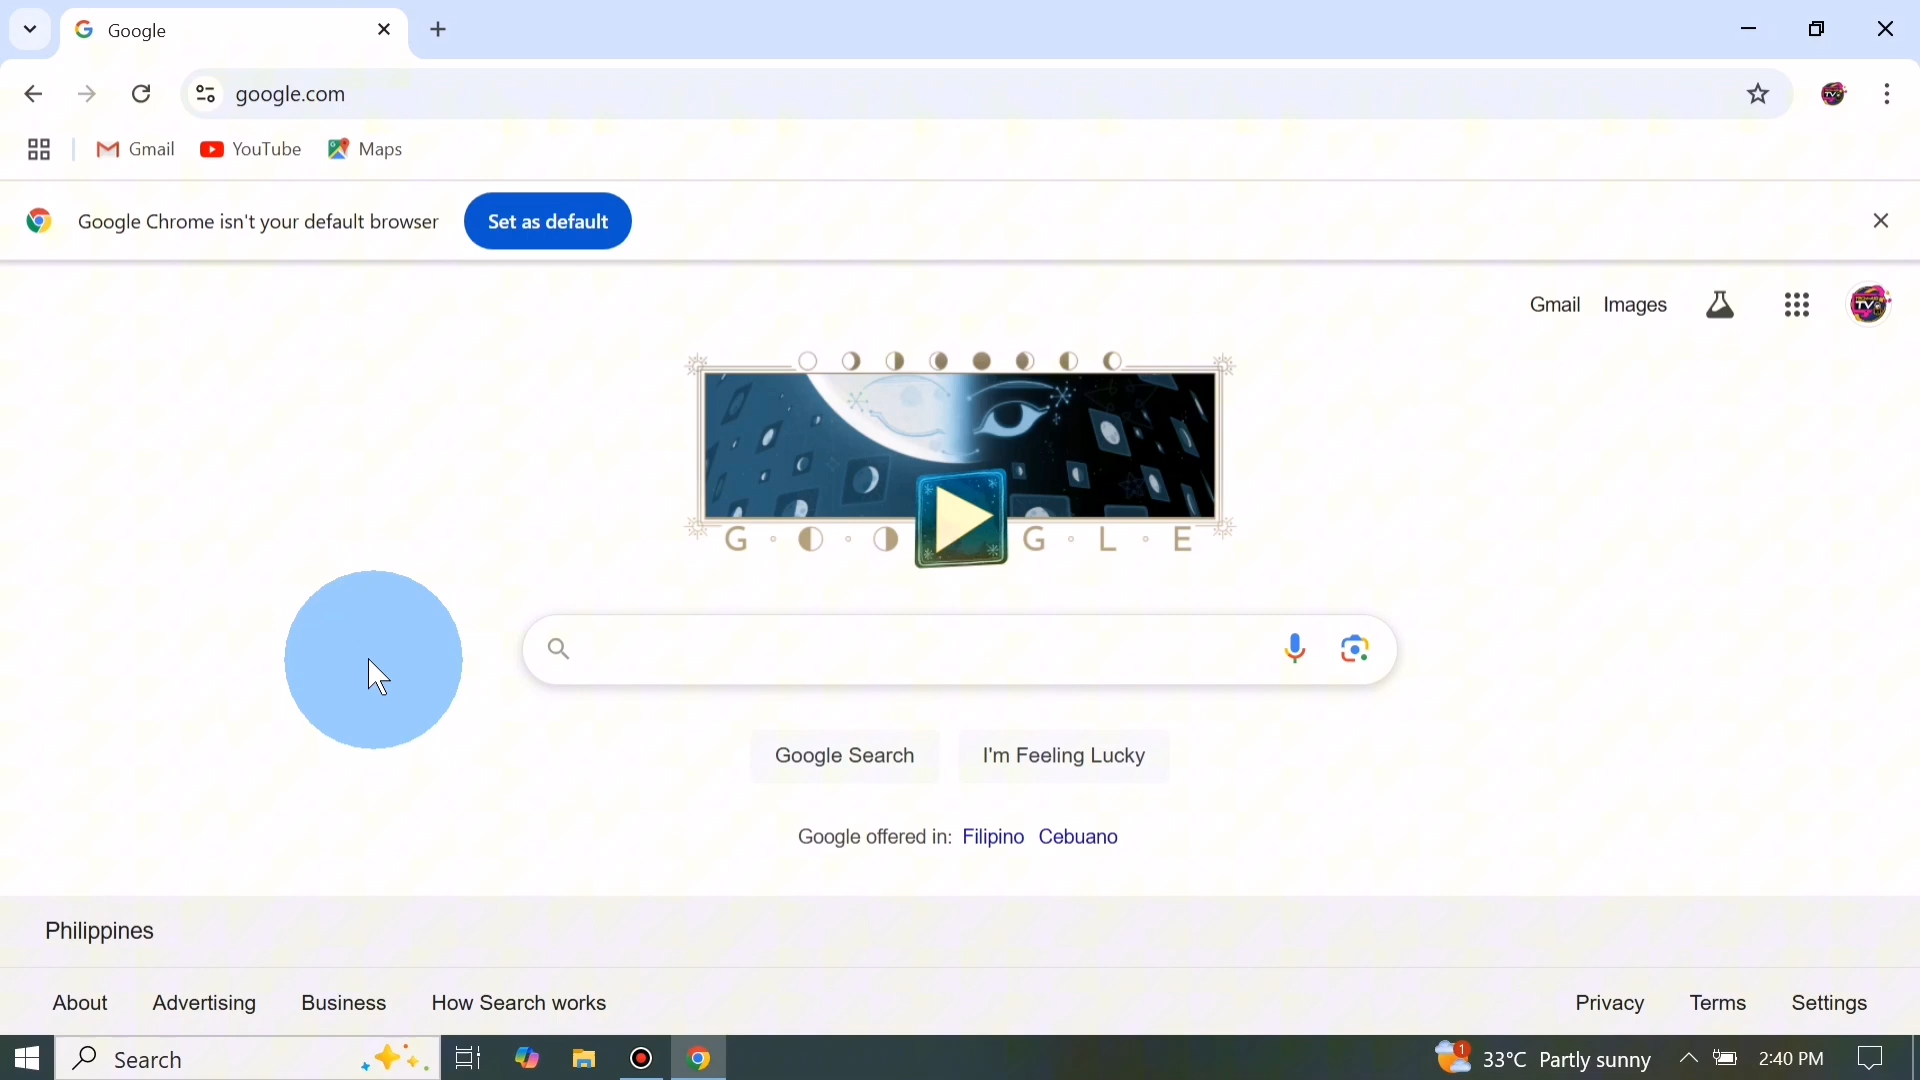 Google
google.com
Gmail YouTube Maps
Google Chrome isn't your default browser Set as default
Gmail Images
G L E
Google Search I'm Feeling Lucky
Google offered in: Filipino Cebuano
Philippines
About Advertising Business How Search works Privacy Terms Settings
Search 1 33°C Partly sunny 2:40 PM